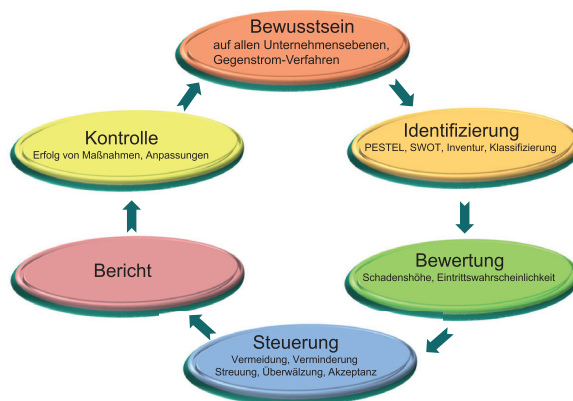 Bewusstsein
auf allen Unternehmensebenen,
Gegenstrom-Verfahren
Identifizierung
PESTEL, SWOT, Inventur, Klassifizierung
Bewertung
Schadenshöhe, Eintrittswahrscheinlichkeit
Steuerung
Vermeidung, Verminderung
Streuung, Überwälzung, Akzeptanz
Bericht
Kontrolle
Erfolg von Maßnahmen, Anpassungen